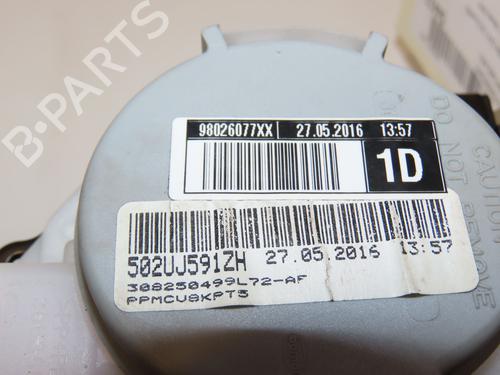 B-PARTS
98026077XX 27.05.2016 13:57
1D
502UJ591ZH 27.05.2016 13:57
308250499L72-AF
PPMCV8KPT5
CAUTION
DO NOT REMOVE